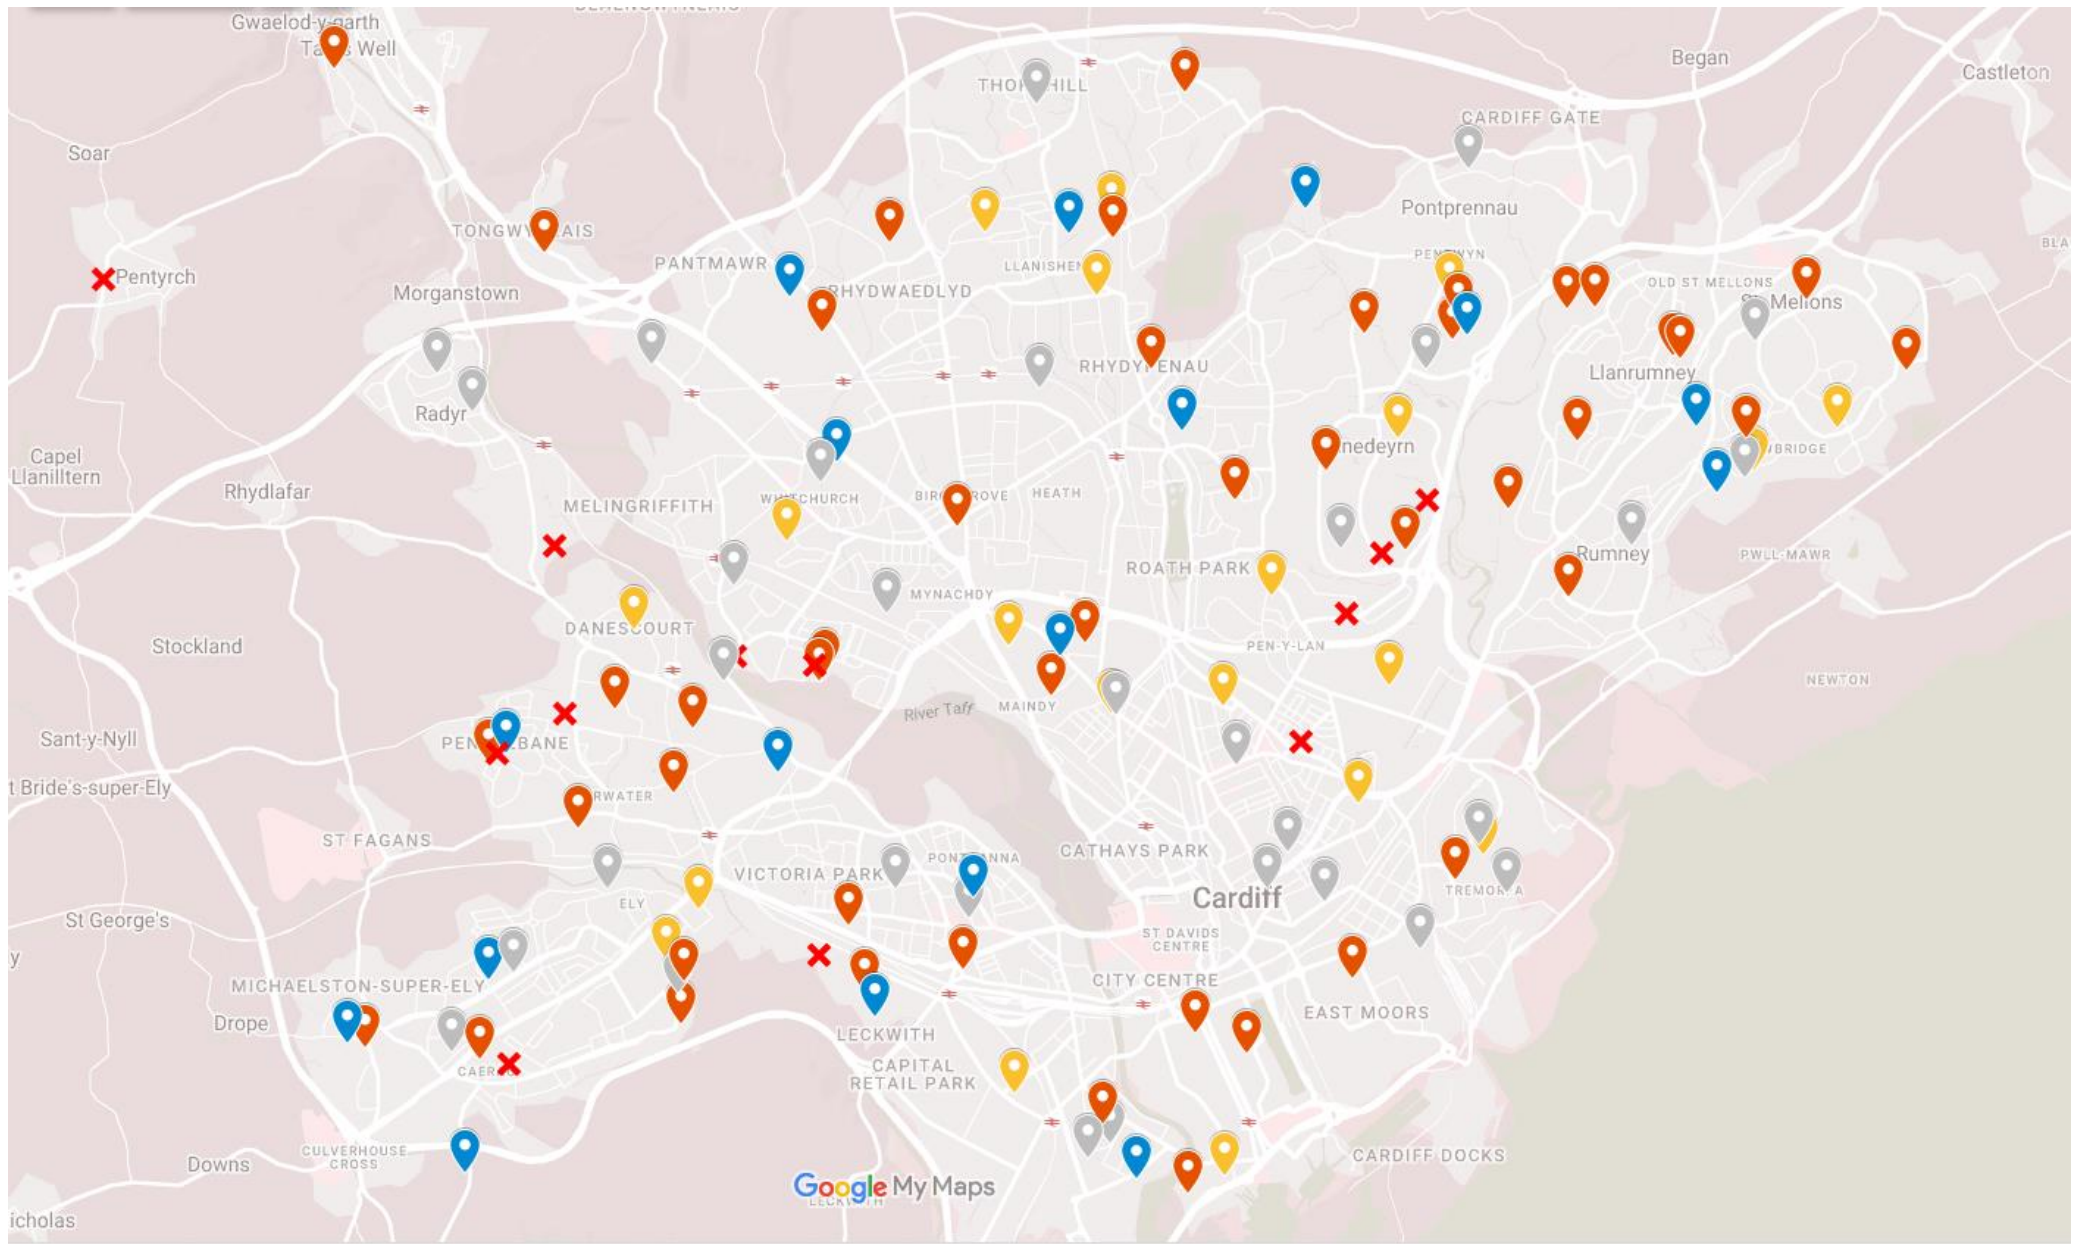 Gwaelod-y-garth
Well
Began
Castleton
CARDIFF GATE
Soar
Pontprennau
PANTMAWR
Pentyrch
LLANISHEN
OLD ST MELLONS
Morganstown
RHYDWAEDLYD
Mellons
RHYDYPENAU
Llanrumney
Radyr
Capel
Llanilltern
Rhydlafar
MELINGRIFFITH
WHITCHURCH
HEATH
Rumney
PWLL-MAWR
ROATH PARK
MYNACHDY
DANESCOURT
Stockland
PEN-Y-LAN
NEWTON
River Taff
MAINDY
Sant-y-Nyll
t Bride's-super-Ely
ST FAGANS
CATHAYS PARK
VICTORIA PARK
Cardiff
ELY
St George's
ST DAVIDS
CENTRE
y
CITY CENTRE
MICHAELSTON-SUPER-ELY
Drope
EAST MOORS
LECKWITH
CAPITAL
RETAIL PARK
CULVERHOUSE
CROSS
Downs
CARDIFF DOCKS
Google My Maps
icholas